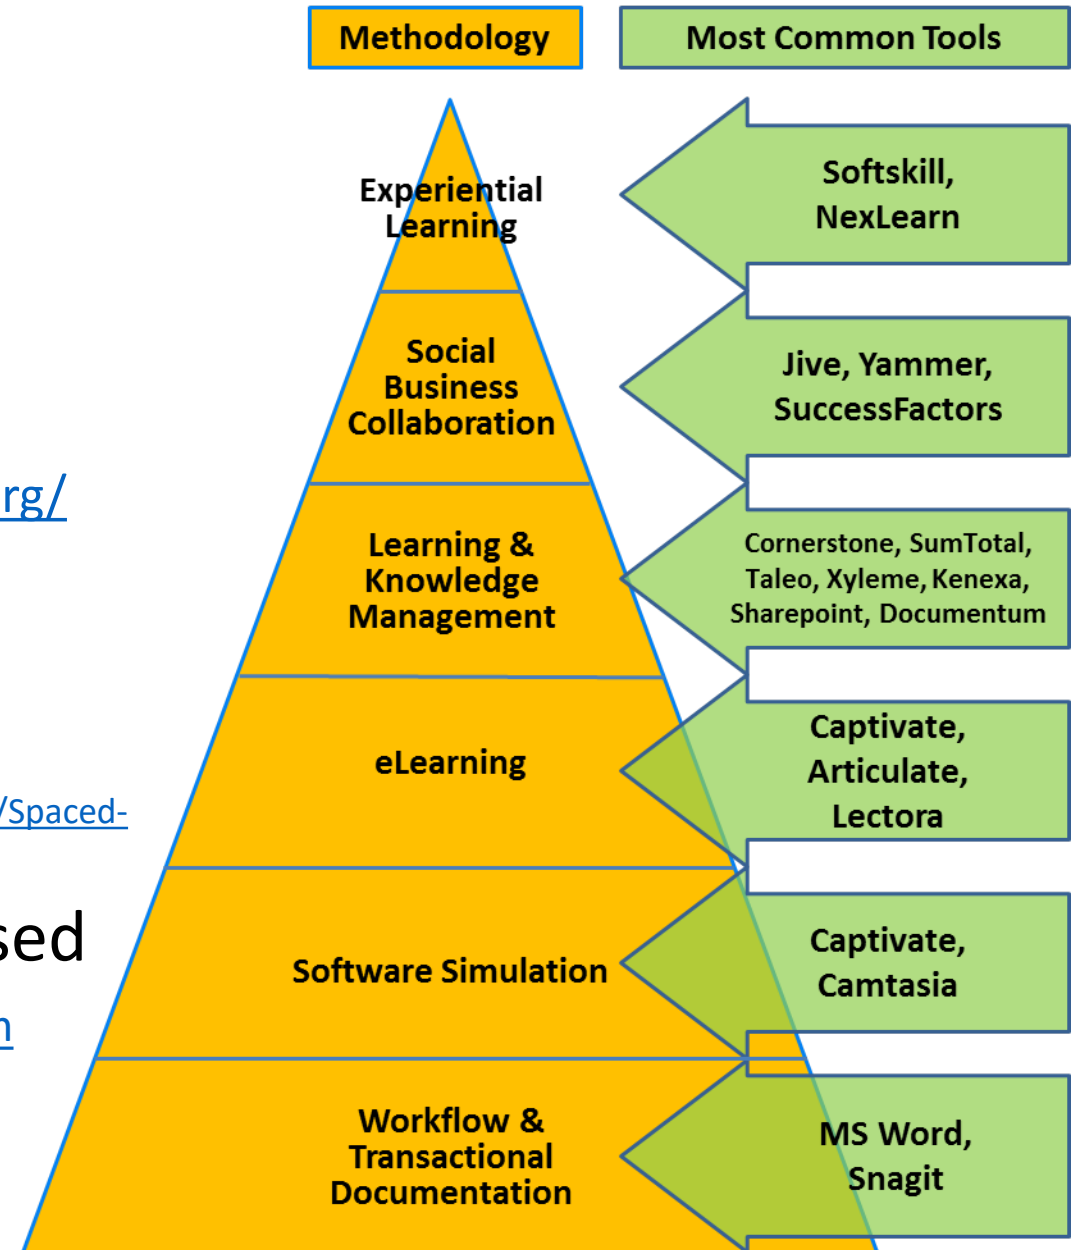 Methodology
Most Common Tools
Experiential
Learning
Softskill,
NexLearn
Social
Business
Collaboration
Jive, Yammer,
SuccessFactors
rg/
Learning &
Knowledge
Management
Cornerstone, SumTotal,
Taleo, Xyleme, Kenexa,
Sharepoint, Documentum
eLearning
Captivate,
Articulate,
Lectora
/Spaced-
sed
Software Simulation
Captivate,
Camtasia
n
Workflow &
Transactional
Documentation
MS Word,
Snagit